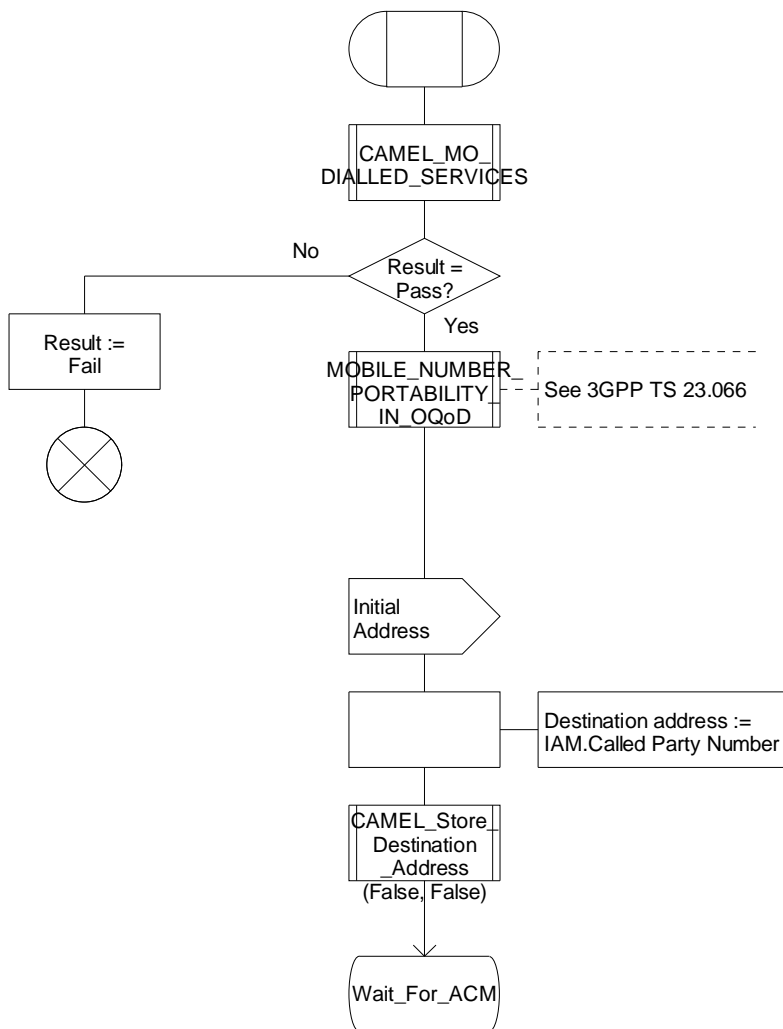 CAMEL_MO_
DIALLED_SERVICES
No
Result =
Pass?
Yes
Result :=
Fail
MOBILE_NUMBER_
PORTABILITY_
IN_OQoD
See 3GPP TS 23.066
Initial
Address
Destination address :=
IAM.Called Party Number
CAMEL_Store_
Destination
_Address
(False, False)
Wait_For_ACM